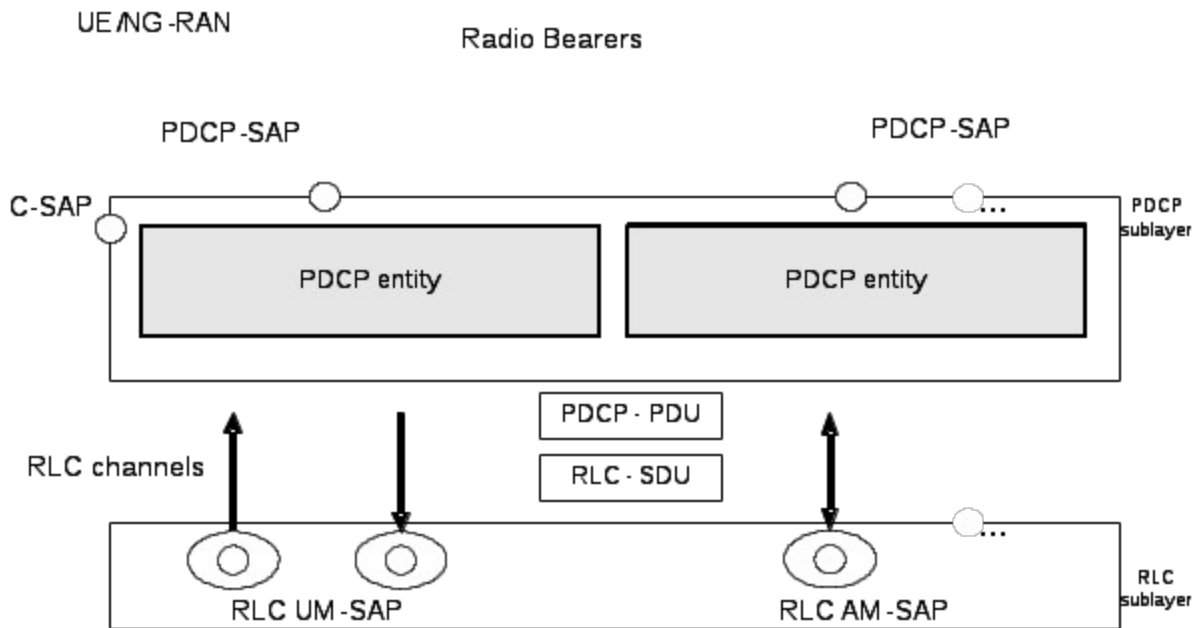 UE/NG-RAN
Radio Bearers
PDCP-SAP
PDCP-SAP
C-SAP
...
PDCP
sublayer
PDCP entity
PDCP entity
PDCP - PDU
RLC channels
RLC - SDU
...
RLC UM-SAP
RLC AM-SAP
RLC
sublayer